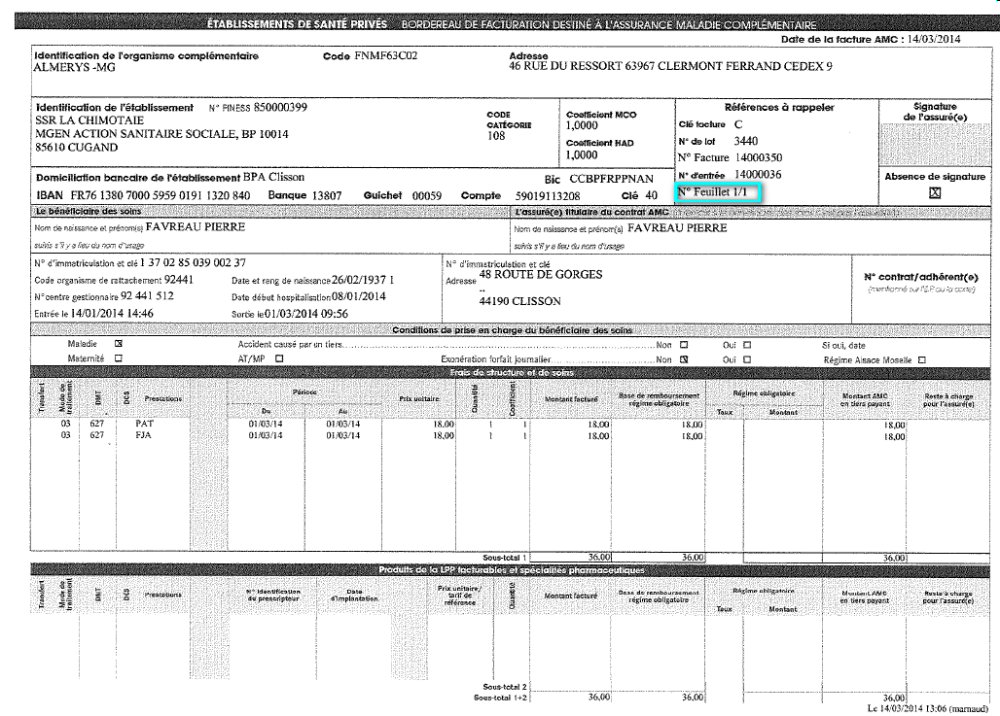 ÉTABLISSEMENTS DE SANTÉ PRIVÉS BORDEREAU DE FACTURATION DESTINÉ À L'ASSURANCE MALADIE COMPLÉMENTAIRE
Date de la facture AMC : 14/03/2014
Identification de l'organisme complémentaire Code FNMF63C02 Adresse
ALMERYS -MG 46 RUE DU RESSORT 63967 CLERMONT FERRAND CEDEX 9
Identification de l'établissement N° FINESS 850000399
SSR LA CHIMOTAIE
MGEN ACTION SANITAIRE SOCIALE, BP 10014
85610 CUGAND
CODE
CATÉGORIE
108
Coefficient MCO
1,0000
Coefficient HAD
1,0000
Références à rappeler
Clé facture C
N° de lot 3440
N° Facture 14000350
N° d'entrée 14000036
N° Feuillet 1/1
Signature
de l'assuré(e)
Absence de signature
X
Domiciliation bancaire de l'établissement BPA Clisson Bic CCBPFRPPNAN
IBAN FR76 1380 7000 5959 0191 1320 840 Banque 13807 Guichet 00059 Compte 59019113208 Clé 40
Le bénéficiaire des soins
L'assuré(e) titulaire du contrat AMC
Nom de naissance et prénom(s) FAVREAU PIERRE
suivis s'il y a lieu du nom d'usage
Nom de naissance et prénom(s) FAVREAU PIERRE
suivis s'il y a lieu du nom d'usage
N° d'immatriculation et clé 1 37 02 85 039 002 37
Code organisme de rattachement 92441 Date et rang de naissance 26/02/1937 1
N°centre gestionnaire 92 441 512 Date début hospitalisation 08/01/2014
Entrée le 14/01/2014 14:46 Sortie le 01/03/2014 09:56
N° d'immatriculation et clé
Adresse 48 ROUTE DE GORGES
..
44190 CLISSON
N° contrat/adhérent(e)
Conditions de prise en charge du bénéficiaire des soins
Maladie X Accident causé par un tiers Non Oui Si oui, date
Maternité AT/MP Exonération forfait journalier Non X Oui Régime Alsace Moselle
Frais de structure et de soins
Transfert Mode de traitement DMT DCS Prestations Période Du Au Prix unitaire Quantité Coefficient Montant facturé Base de remboursement régime obligatoire Régime obligatoire Taux Montant Montant AMC en tiers payant Reste à charge pour l'assuré(e)
03 627 PAT 01/03/14 01/03/14 18,00 1 1 18,00 18,00 18,00
03 627 FJA 01/03/14 01/03/14 18,00 1 1 18,00 18,00 18,00
Sous-total 1 36,00 36,00 36,00
Produits de la LPP facturables et spécialités pharmaceutiques
Transfert Mode de traitement DMT DCS Prestations N° Identification du prescripteur Date d'implantation Prix unitaire/ tarif de référence Quantité Montant facturé Base de remboursement régime obligatoire Régime obligatoire Taux Montant Montant AMC en tiers payant Reste à charge pour l'assuré(e)
Sous-total 2
Sous-total 1+2 36,00 36,00 36,00
Le 14/03/2014 13:06 (marnaud)